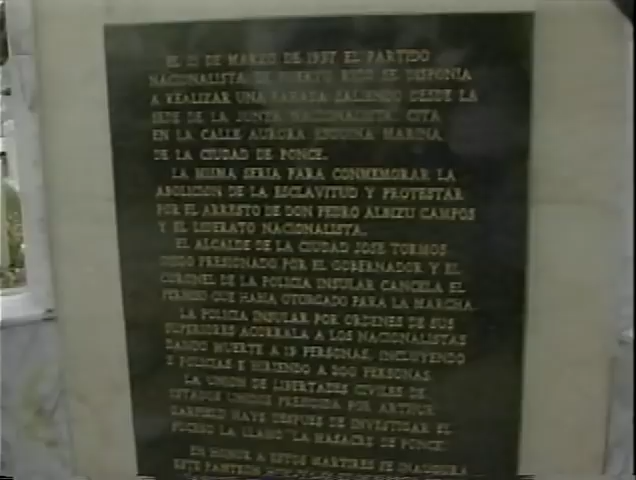 EL 21 DE MARZO DE 1937 EL PARTIDO
NACIONALISTA DE PUERTO RICO SE DISPONIA
A REALIZAR UNA PARADA SALIENDO DESDE LA
SEDE DE LA JUNTA NACIONALISTA, CITA
EN LA CALLE AURORA ESQUINA MARINA
DE LA CIUDAD DE PONCE.
LA MISMA SERIA PARA CONMEMORAR LA
ABOLICION DE LA ESCLAVITUD Y PROTESTAR
POR EL ARRESTO DE DON PEDRO ALBIZU CAMPOS
Y EL LIDERATO NACIONALISTA.
EL ALCALDE DE LA CIUDAD JOSE TORMOS
DIEGO PRESIONADO POR EL GOBERNADOR Y EL
CORONEL DE LA POLICIA INSULAR CANCELA EL
PERMISO QUE HABIA OTORGADO PARA LA MARCHA.
LA POLICIA INSULAR POR ORDENES DE SUS
SUPERIORES ACORRALA A LOS NACIONALISTAS
DANDO MUERTE A 19 PERSONAS, INCLUYENDO
2 POLICIAS E HIRIENDO A 200 PERSONAS.
LA UNION DE LIBERTADES CIVILES DE
ESTADOS UNIDOS PRESIDIDA POR ARTHUR
GARFIELD HAYS DESPUES DE INVESTIGAR EL
SUCESO LA LLAMO "LA MASACRE DE PONCE.
EN HONOR A ESTOS MARTIRES SE INAUGURA
ESTE PANTEON